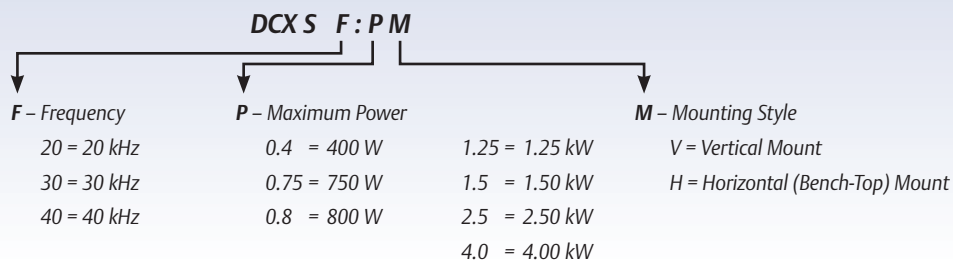 DCX S F : P M
F – Frequency
20 = 20 kHz
30 = 30 kHz
40 = 40 kHz
P – Maximum Power
0.4 = 400 W
0.75 = 750 W
0.8 = 800 W
1.25 = 1.25 kW
1.5 = 1.50 kW
2.5 = 2.50 kW
4.0 = 4.00 kW
M – Mounting Style
V = Vertical Mount
H = Horizontal (Bench-Top) Mount